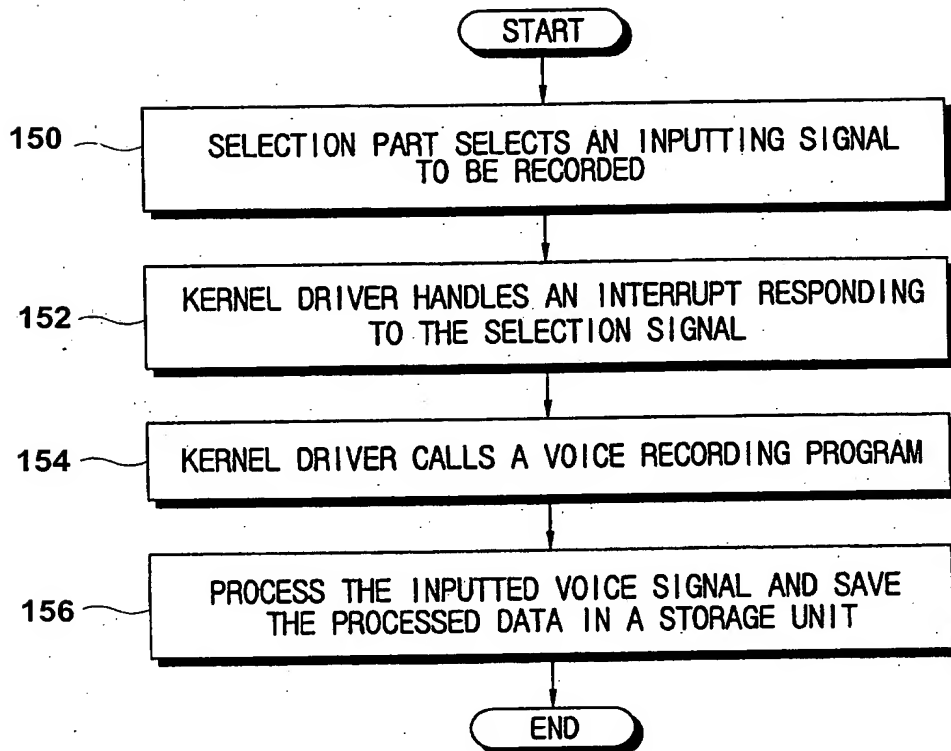 START
150
SELECTION PART SELECTS AN INPUTTING SIGNAL
TO BE RECORDED
152
KERNEL DRIVER HANDLES AN INTERRUPT RESPONDING
TO THE SELECTION SIGNAL
154
KERNEL DRIVER CALLS A VOICE RECORDING PROGRAM
156
PROCESS THE INPUTTED VOICE SIGNAL AND SAVE
THE PROCESSED DATA IN A STORAGE UNIT
END